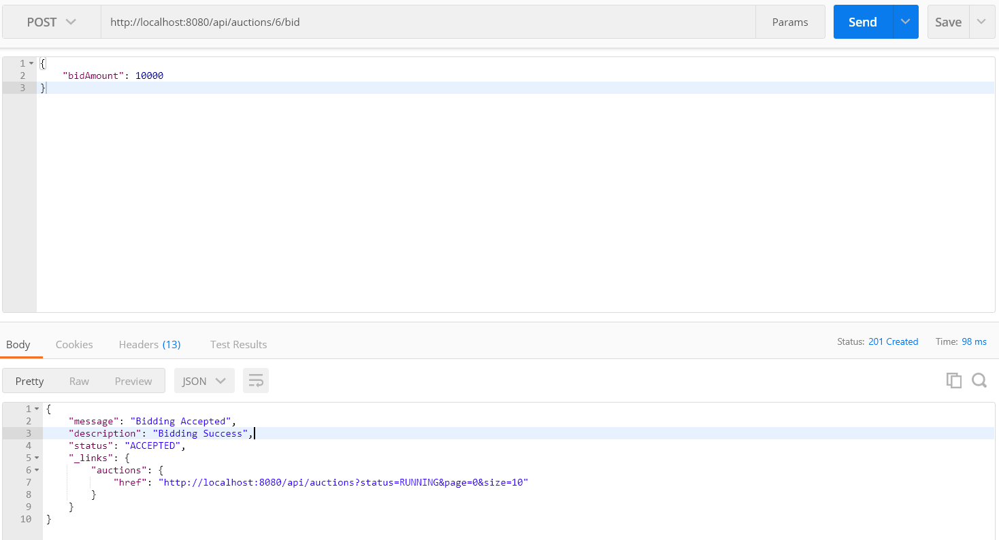 POST http://localhost:8080/api/auctions/6/bid Params Send Save
1 {
2 "bidAmount": 10000
3 }
Body Cookies Headers (13) Test Results Status: 201 Created Time: 98 ms
Pretty Raw Preview JSON
1 {
2 "message": "Bidding Accepted",
3 "description": "Bidding Success",
4 "status": "ACCEPTED",
5 "_links": {
6 "auctions": {
7 "href": "http://localhost:8080/api/auctions?status=RUNNING&page=0&size=10"
8 }
9 }
10 }